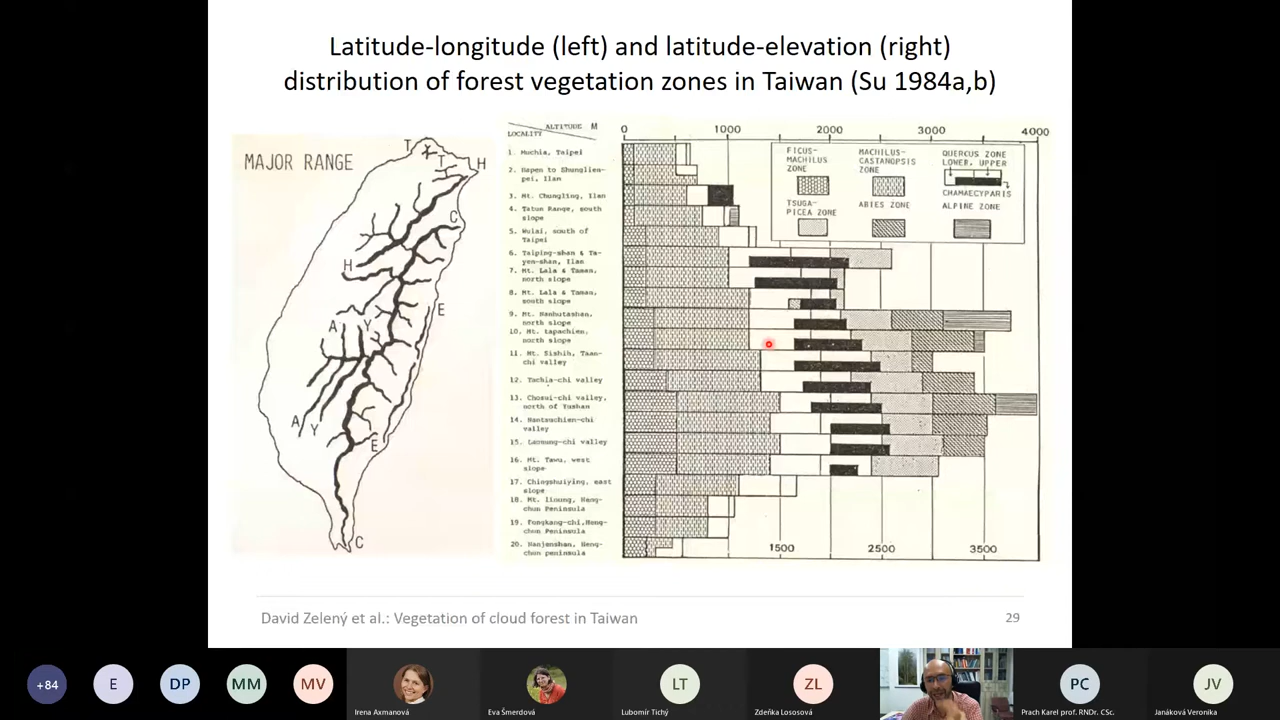 Latitude-longitude (left) and latitude-elevation (right)
distribution of forest vegetation zones in Taiwan (Su 1984a,b)
MAJOR RANGE
T
T
H
C
H
E
A
Y
A
Y
E
C
ALTITUDE M
LOCALITY
0
1000
2000
3000
4000
FICUS-
MACHILUS
ZONE
MACHILUS-
CASTANOPSIS
ZONE
QUERCUS ZONE
LOWER, UPPER
CHAMAECYPARIS
TSUGA-
PICEA ZONE
ABIES ZONE
ALPINE ZONE
1. Muchia, Taipei
2. Hapen to Shunglien-
pei, Ilan
3. Mt. Chungling, Ilan
4. Tatun Range, south
slope
5. Wulai, south of
Taipei
6. Taiping-shan & Ta-
yen-shan, Ilan
7. Mt. Lala & Taman,
north slope
8. Mt. Lala & Taman,
south slope
9. Mt. Nanhutashan,
north slope
10. Mt. Tapachien,
north slope
11. Mt. Sishih, Taan-
chi valley
12. Tachia-chi valley
13. Chosui-chi valley,
north of Yushan
14. Nantzuchien-chi
valley
15. Laonung-chi valley
16. Mt. Tawu, west
slope
17. Chingshuiying, east
slope
18. Mt. Liuung, Heng-
chun Peninsula
19. Fongkang-chi, Heng-
chun Peninsula
20. Nanjenshan, Heng-
chun peninsula
1500
2500
3500
David Zelený et al.: Vegetation of cloud forest in Taiwan
29
+84
E
DP
MM
MV
LT
ZL
PC
JV
Irena Axmanová
Eva Šmerdová
Lubomír Tichý
Zdeňka Lososová
Prach Karel prof. RNDr. CSc.
Janáková Veronika